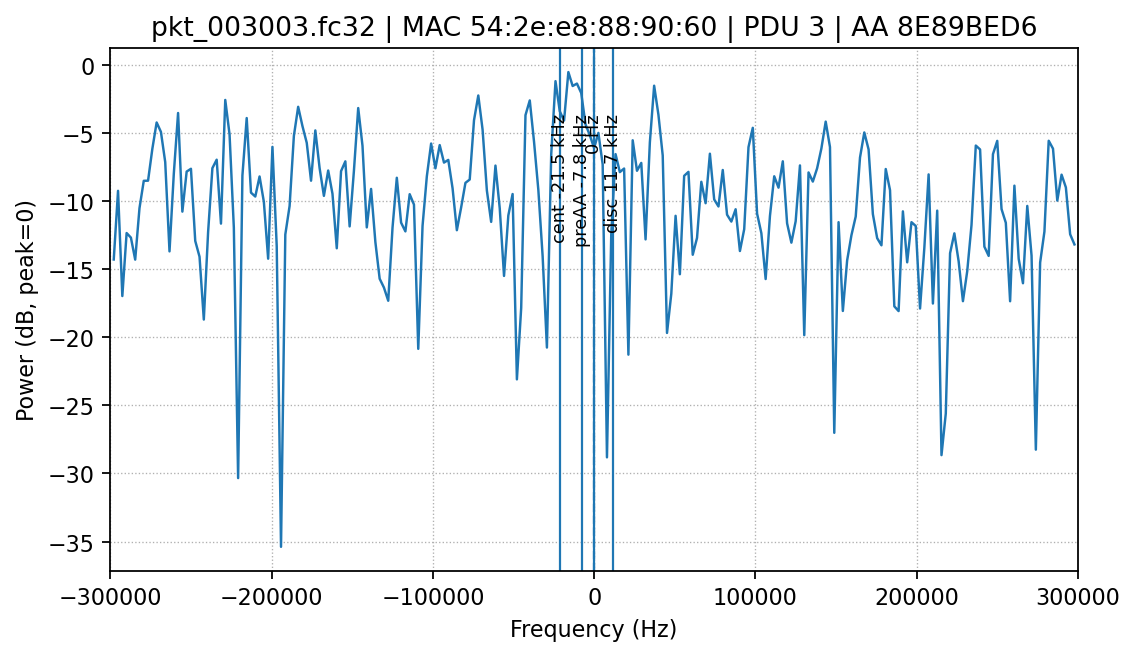 pkt_003003.fc32 | MAC 54:2e:e8:88:90:60 | PDU 3 | AA 8E89BED6
Power (dB, peak=0)
0
−5
−10
−15
−20
−25
−30
−35
cent -21.5 kHz
preAA -7.8 kHz
0 Hz
disc 11.7 kHz
−300000
−200000
−100000
0
100000
200000
300000
Frequency (Hz)